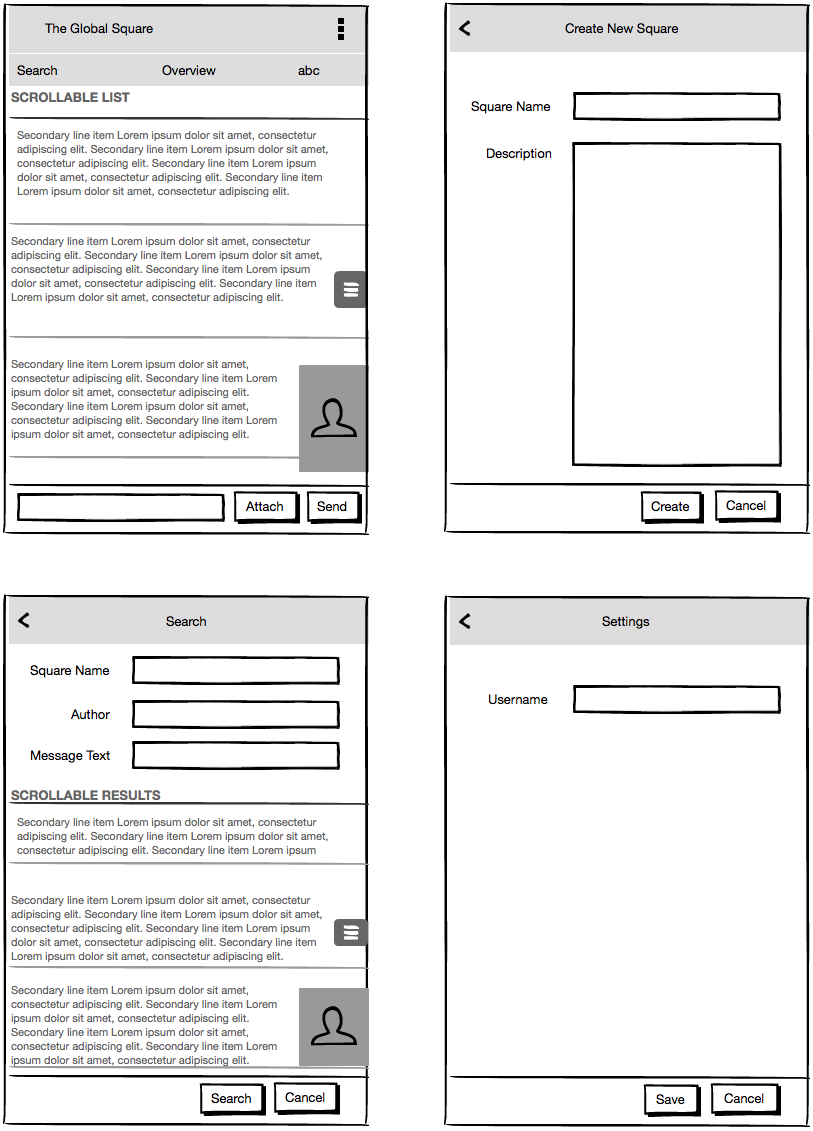 The Global Square
Search Overview abc
SCROLLABLE LIST
Secondary line item Lorem ipsum dolor sit amet, consectetur
adipiscing elit. Secondary line item Lorem ipsum dolor sit amet,
consectetur adipiscing elit. Secondary line item Lorem ipsum
dolor sit amet, consectetur adipiscing elit. Secondary line item
Lorem ipsum dolor sit amet, consectetur adipiscing elit.
Secondary line item Lorem ipsum dolor sit amet, consectetur
adipiscing elit. Secondary line item Lorem ipsum dolor sit amet,
consectetur adipiscing elit. Secondary line item Lorem ipsum
dolor sit amet, consectetur adipiscing elit. Secondary line item
Lorem ipsum dolor sit amet, consectetur adipiscing elit.
Secondary line item Lorem ipsum dolor sit amet,
consectetur adipiscing elit. Secondary line item Lorem
ipsum dolor sit amet, consectetur adipiscing elit.
Secondary line item Lorem ipsum dolor sit amet,
consectetur adipiscing elit. Secondary line item Lorem
ipsum dolor sit amet, consectetur adipiscing elit.
Attach Send
Create New Square
Square Name
Description
Create Cancel
Search
Square Name
Author
Message Text
SCROLLABLE RESULTS
Secondary line item Lorem ipsum dolor sit amet, consectetur
adipiscing elit. Secondary line item Lorem ipsum dolor sit amet,
consectetur adipiscing elit. Secondary line item Lorem ipsum
Secondary line item Lorem ipsum dolor sit amet, consectetur
adipiscing elit. Secondary line item Lorem ipsum dolor sit amet,
consectetur adipiscing elit. Secondary line item Lorem ipsum
dolor sit amet, consectetur adipiscing elit. Secondary line item
Lorem ipsum dolor sit amet, consectetur adipiscing elit.
Secondary line item Lorem ipsum dolor sit amet,
consectetur adipiscing elit. Secondary line item Lorem
ipsum dolor sit amet, consectetur adipiscing elit.
Secondary line item Lorem ipsum dolor sit amet,
consectetur adipiscing elit. Secondary line item Lorem
ipsum dolor sit amet, consectetur adipiscing elit.
Search Cancel
Settings
Username
Save Cancel